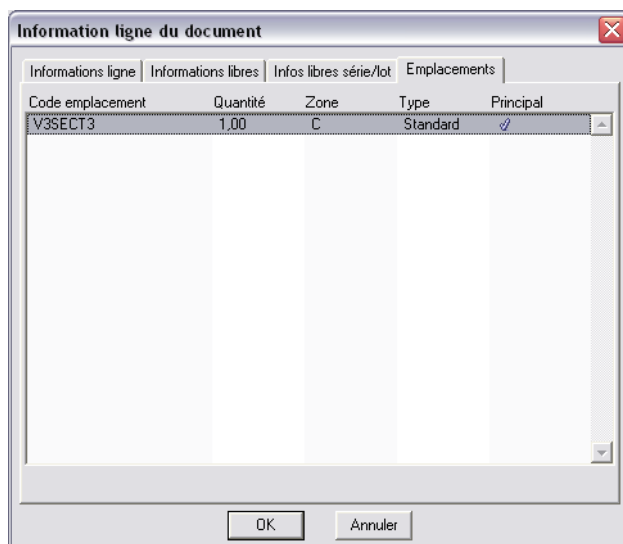 Information ligne du document
Informations ligne Informations libres Infos libres série/lot Emplacements
Code emplacement Quantité Zone Type Principal
V3SECT3 1,00 C Standard
OK Annuler